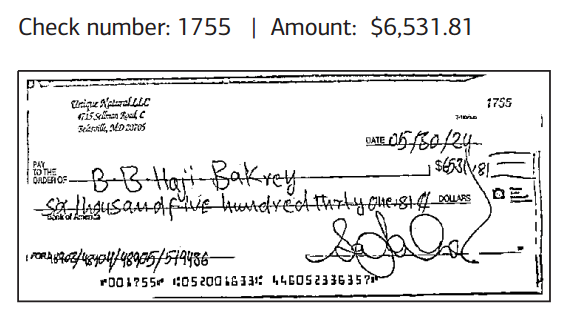 Check number: 1755 | Amount: $6,531.81
Unique Natural LLC
4715 Sellman Road, C
Beltsville, MD 20705
1755
DATE 05/30/24
PAY
TO THE
ORDER OF B B Haji Bakrey $6531.81
six thousand five hundred thirty one 81 DOLLARS
Bank of America
FOR 48903/48904/48905/519486
⑈001755⑈ ⑆052001633⑆ 446052336357⑈